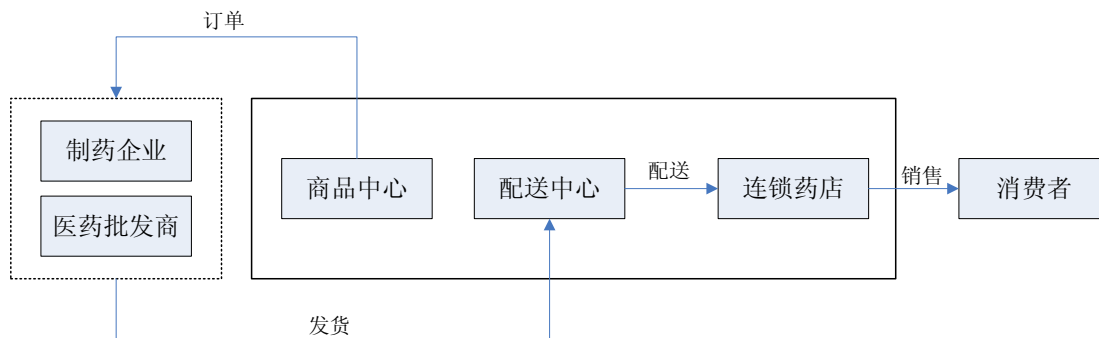 订单
制药企业
医药批发商
商品中心
配送中心
配送
连锁药店
销售
消费者
发货